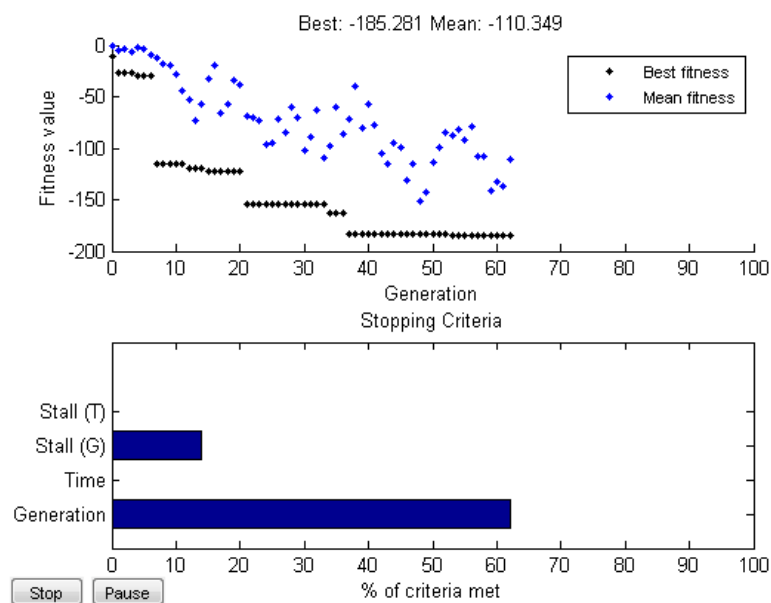 Best: -185.281 Mean: -110.349
0
-50
-100
-150
-200
Fitness value
Best fitness
Mean fitness
0 10 20 30 40 50 60 70 80 90 100
Generation
Stopping Criteria
Stall (T)
Stall (G)
Time
Generation
0 10 20 30 40 50 60 70 80 90 100
% of criteria met
Stop Pause